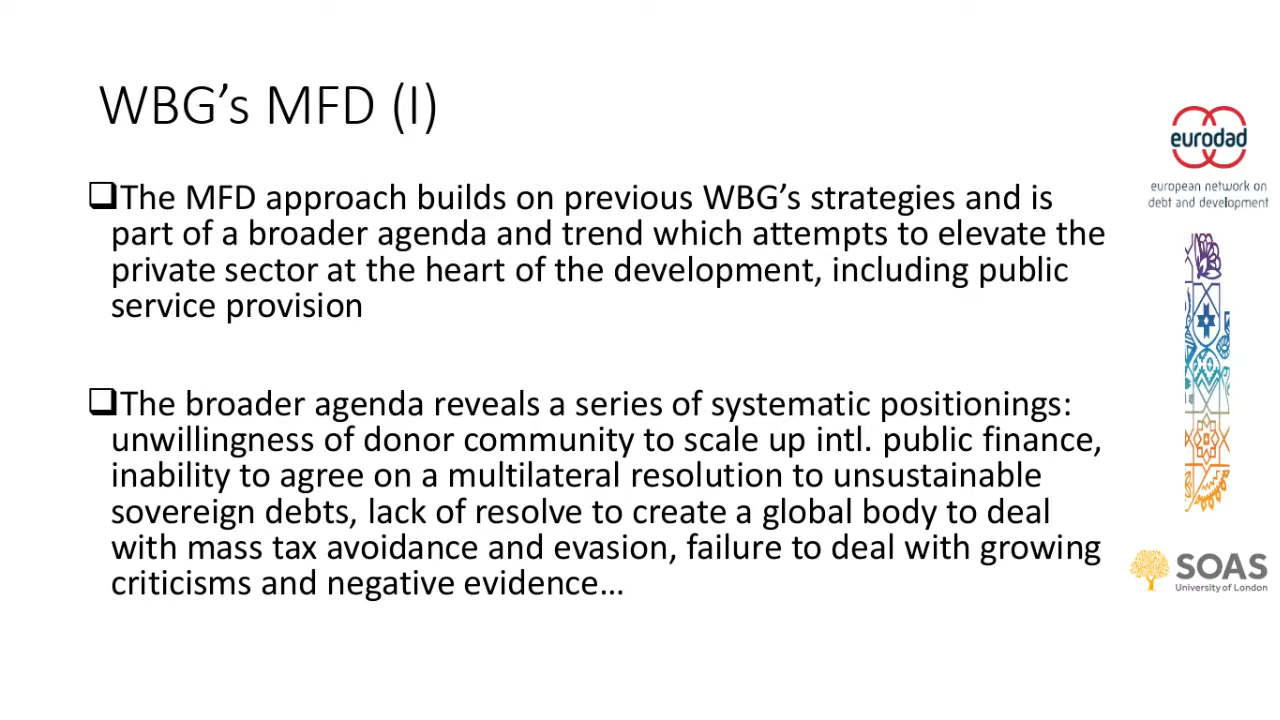 WBG’s MFD (I)
❑The MFD approach builds on previous WBG’s strategies and is
part of a broader agenda and trend which attempts to elevate the
private sector at the heart of the development, including public
service provision
❑The broader agenda reveals a series of systematic positionings:
unwillingness of donor community to scale up intl. public finance,
inability to agree on a multilateral resolution to unsustainable
sovereign debts, lack of resolve to create a global body to deal
with mass tax avoidance and evasion, failure to deal with growing
criticisms and negative evidence…
eurodad
european network on
debt and development
SOAS
University of London